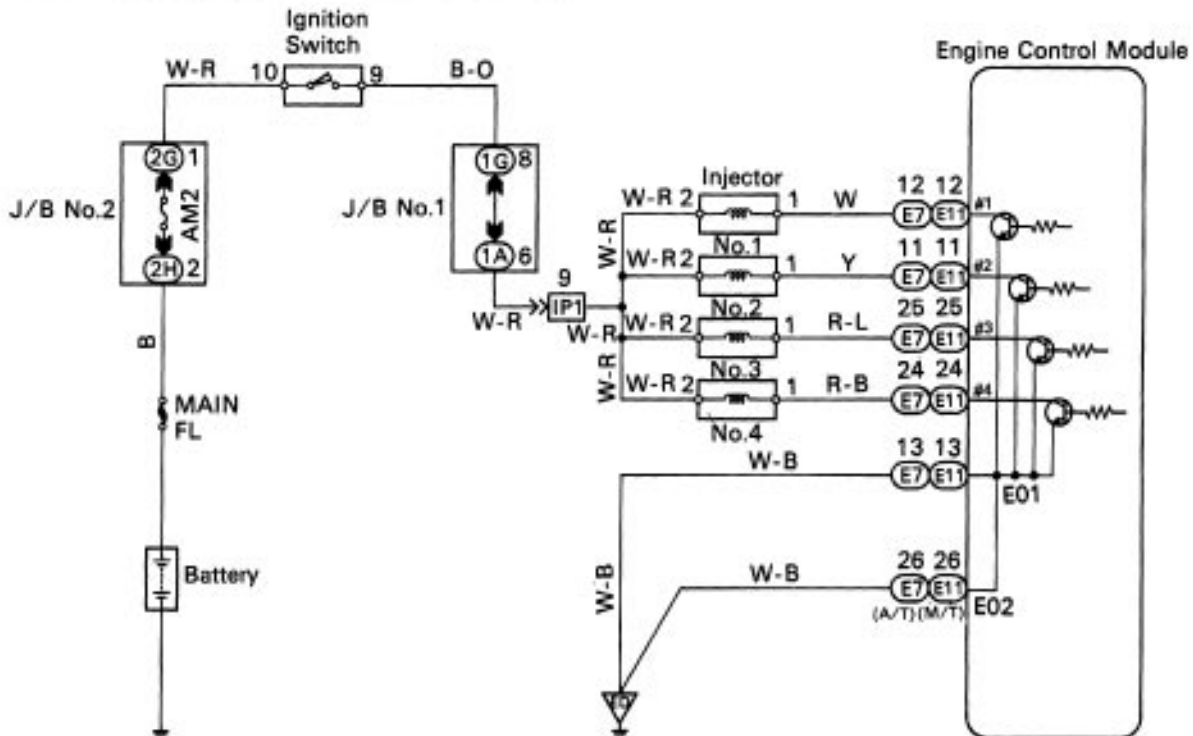 Ignition
Switch
Engine Control Module
W-R 10 9 B-O
2G 1
1G 8
J/B No.2
AM2
J/B No.1
2H 2
1A 6
Injector
W-R 2 1 W 12 12
E7 E11 #1
No.1
W-R
W-R 2 1 Y 11 11
E7 E11 #2
No.2
9
IP1
W-R
W-R
W-R 2 1 R-L 25 25
E7 E11 #3
No.3
W-R
W-R 2 1 R-B 24 24
E7 E11 #4
No.4
B
MAIN
FL
W-B 13 13
E7 E11
E01
Battery
W-B
W-B 26 26
E7 E11
(A/T) (M/T) E02